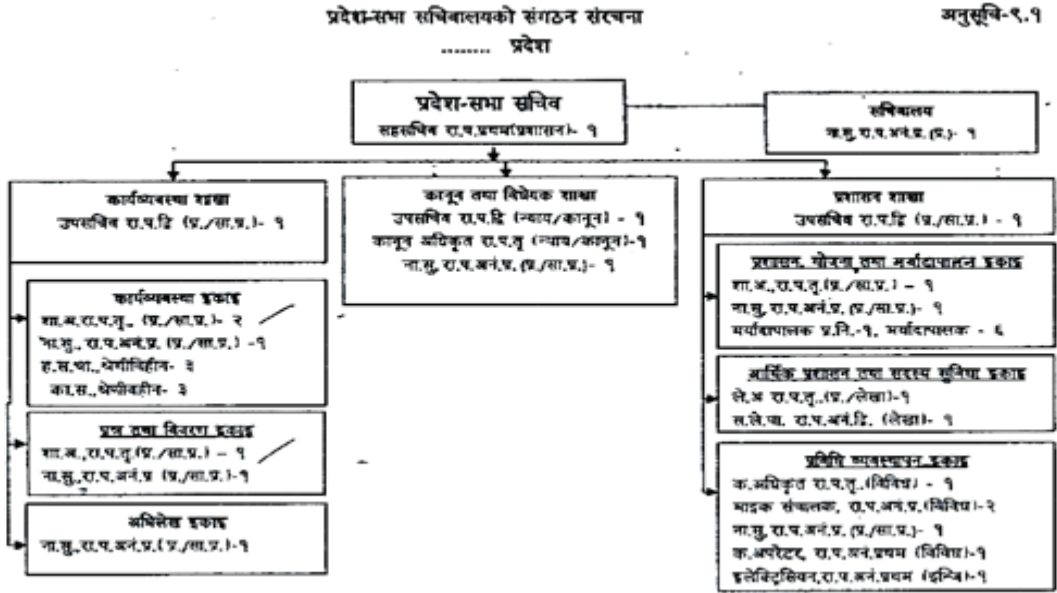 प्रदेश-सभा सचिवालयको संगठन संरचना
अनुसूचि-९.१
........ प्रदेश
प्रदेश-सभा सचिव
सहसचिव रा.प.प्रथम(प्रशासन)- १
सचिवालय
ना.सु.रा.प.अनं.प्र.(प्र.)- १
कार्यव्यवस्था शाखा
उपसचिव रा.प.द्वि (प्र./सा.प्र.)- १
कार्यव्यवस्था इकाइ
शा.अ.रा.प.तृ., (प्र./सा.प्र.)- २
ना.सु., रा.प.अनं.प्र. (प्र./सा.प्र.) -१
ह.स.चा.,श्रेणीविहीन- ३
का.स.,श्रेणीवहीन- ३
प्रश्न तथा विवरण इकाइ
शा.अ.,रा.प.तृ.(प्र./सा.प्र.) - १
ना.सु.,रा.प.अनं.प्र (प्र./सा.प्र.)-१
अभिलेख इकाइ
ना.सु.,रा.प.अनं.प्र.(प्र./सा.प्र.)-१
कानून तथा विधेयक शाखा
उपसचिव रा.प.द्वि (न्याय/कानून) - १
कानून अधिकृत रा.प.तृ (न्याय/कानून)-१
ना.सु. रा.प.अनं.प्र. (प्र./सा.प्र.)- १
प्रशासन शाखा
उपसचिव रा.प.द्वि (प्र./सा.प्र.) - १
प्रशासन, योजना तथा मर्यादापालन इकाइ
शा.अ.,रा.प.तृ.(प्र./सा.प्र.) - १
ना.सु. रा.प.अनं.प्र. (प्र./सा.प्र.)- १
मर्यादापालक प्र.नि.-१, मर्यादापालक - ६
आर्थिक प्रशासन तथा सदस्य सुविधा इकाइ
ले.अ रा.प.तृ.,(प्र./लेखा)-१
स.ले.पा. रा.प.अनं.द्वि. (लेखा)- १
प्रविधि व्यवस्थापन इकाइ
क.अधिकृत रा.प.तृ.,(विविध) - १
माइक संचालक, रा.प.अनं.प्र.(विविध)-२
ना.सु.रा.प.अनं.प्र. (प्र./सा.प्र.)- १
क.अपरेटर, रा.प.अनं.प्रथम (विविध)-१
इलेक्ट्रिसियन,रा.प.अनं.प्रथम (इन्जि)-१